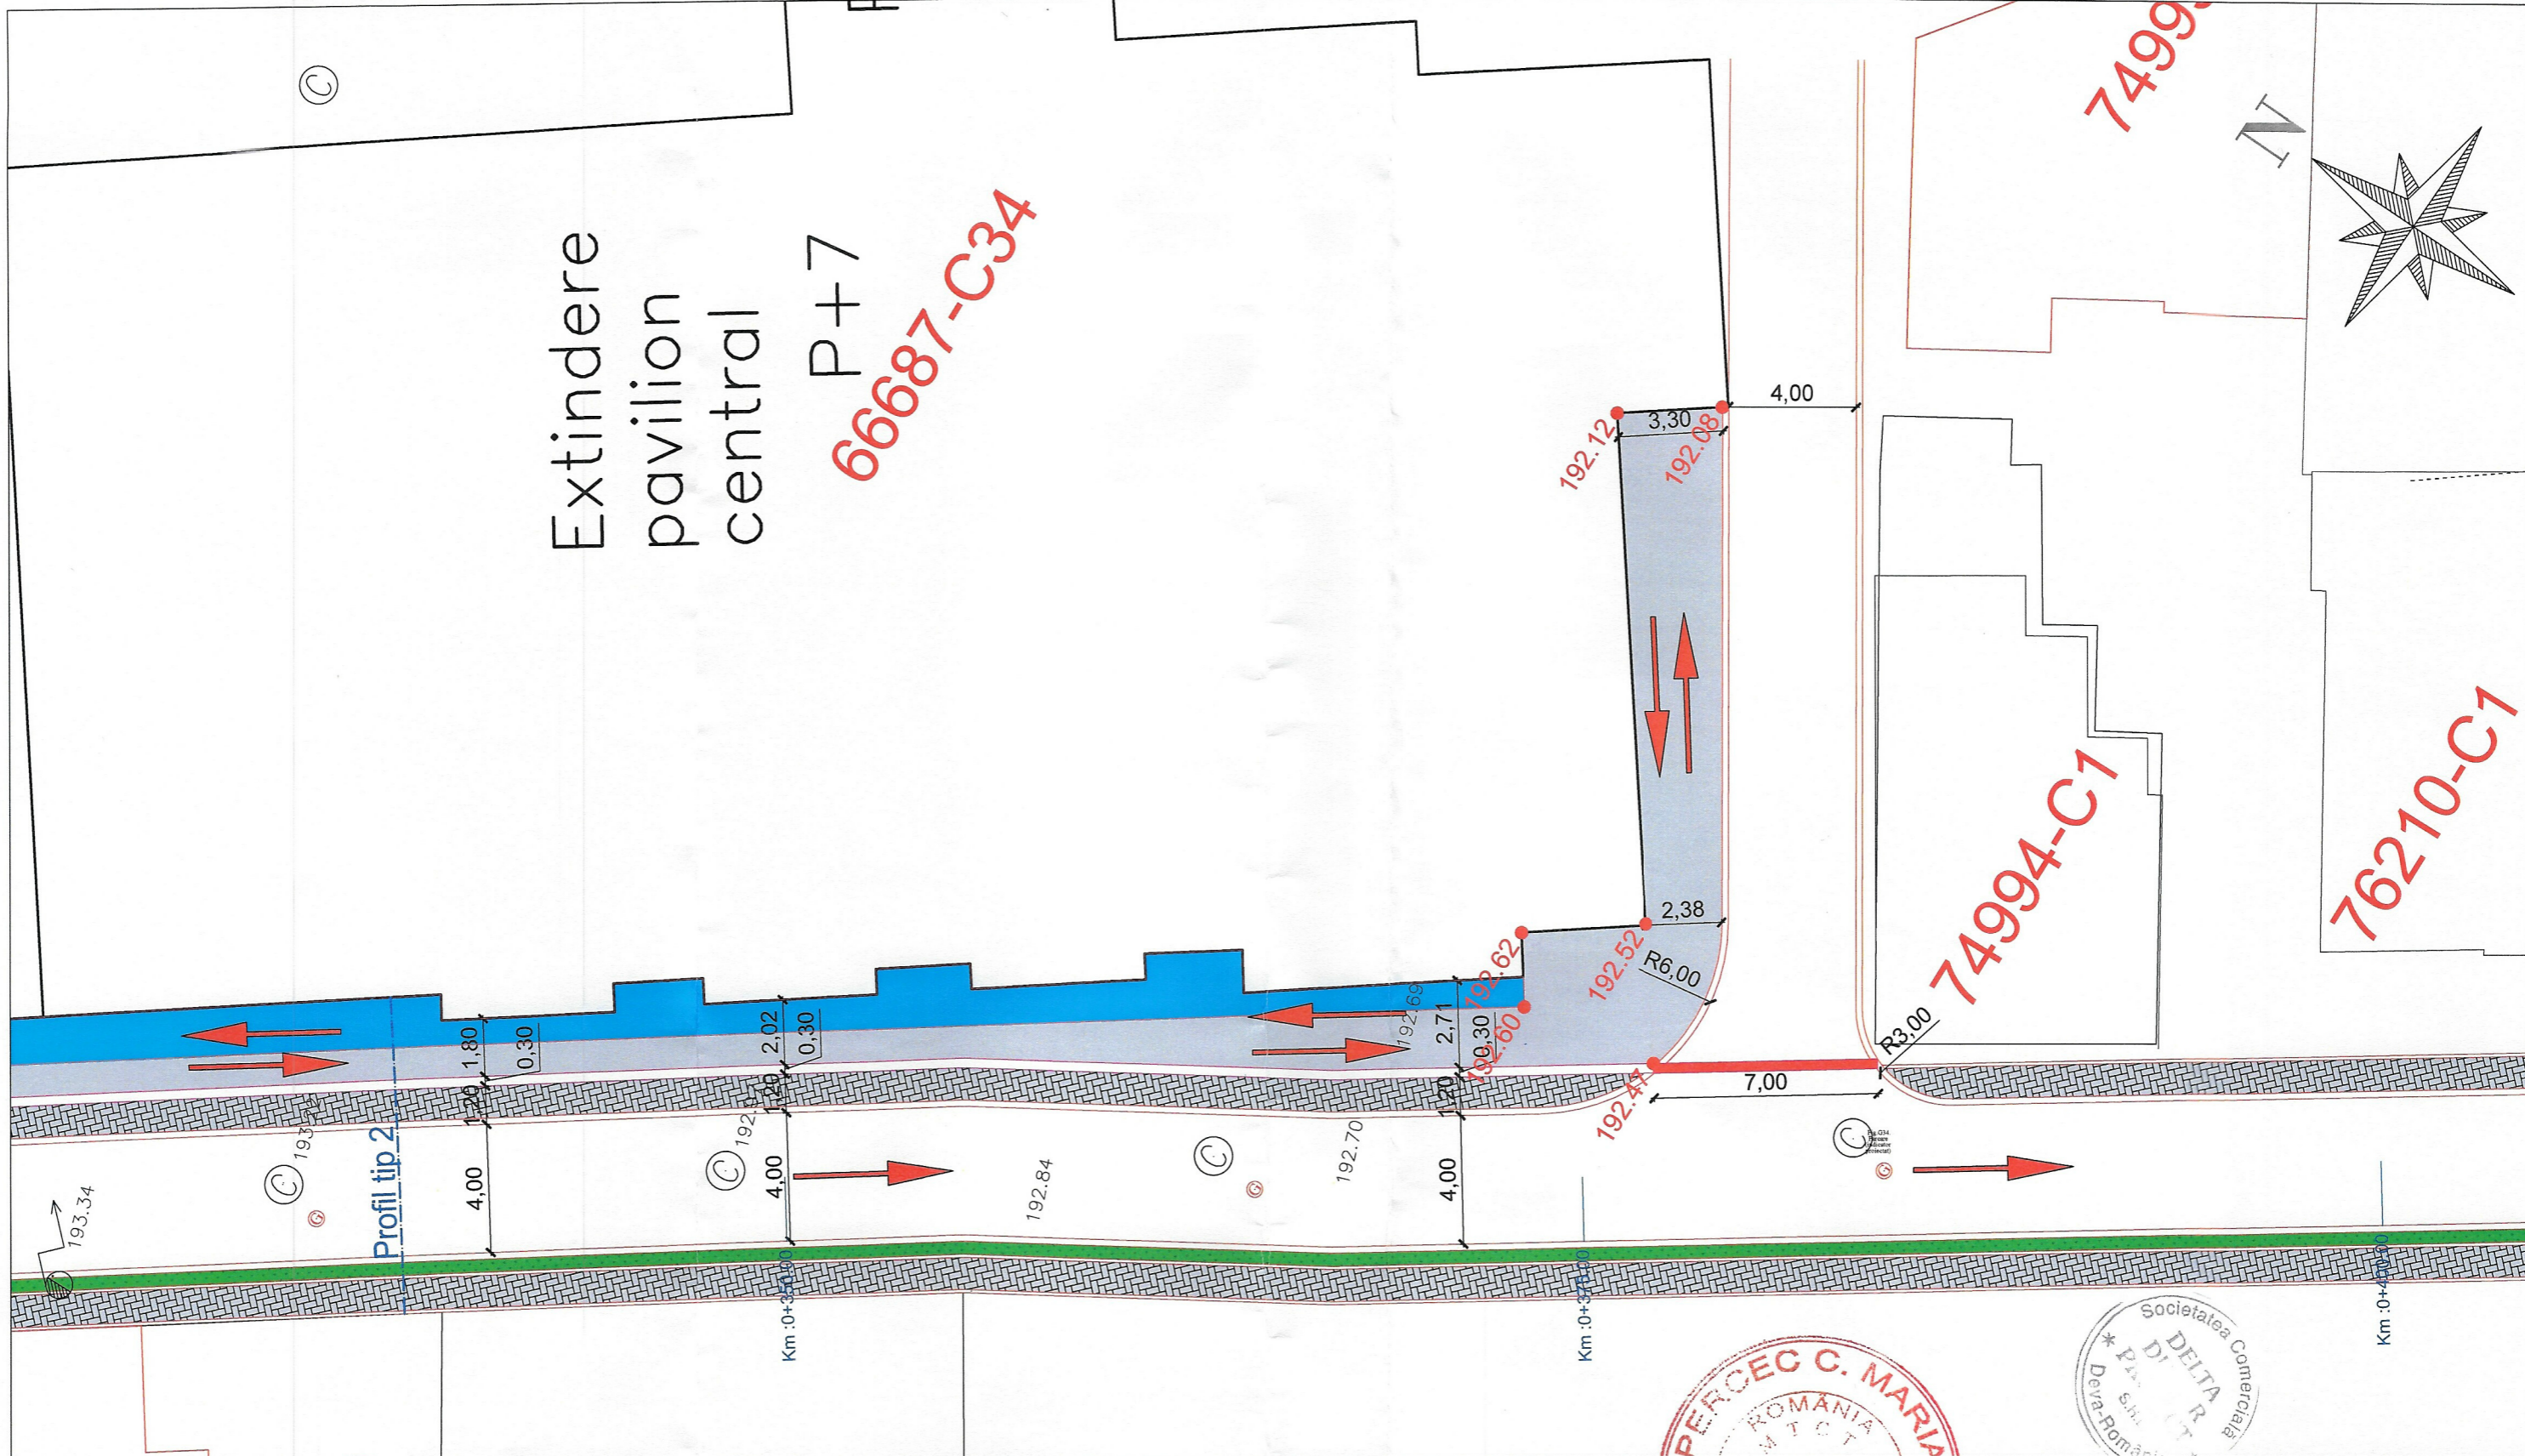 C
Extindere
pavilion
central
P+7
66687-C34
N
4,00
3,30
192.12
192.08
2,38
192.62
192.52
R6,00
192.69
192.60
192.47
74994-C1
76210-C1
R3,00
7,00
1,80
0,30
2,02
0,30
2,71
0,30
1,20
1,20
1,20
4,00
4,00
4,00
C
C
C
C
G
G
G
193.34
192.84
192.70
Profil tip 2
Km :0+400.00
PERCEC C. MARIA
ROMÂNIA
M T C T
Societatea Comercială
DELTA
Deva-